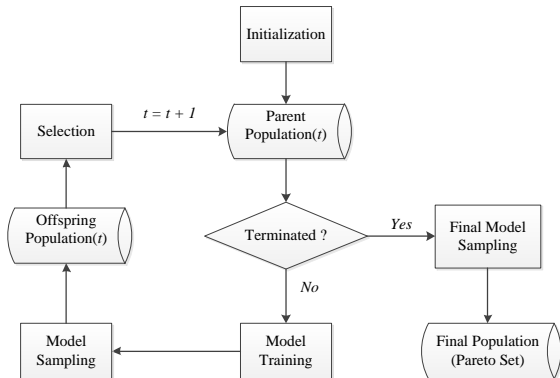 Initialization
t = t + 1
Selection
Parent
Population(t)
Offspring
Population(t)
Terminated ?
Yes
Final Model
Sampling
No
Model
Sampling
Model
Training
Final Population
(Pareto Set)